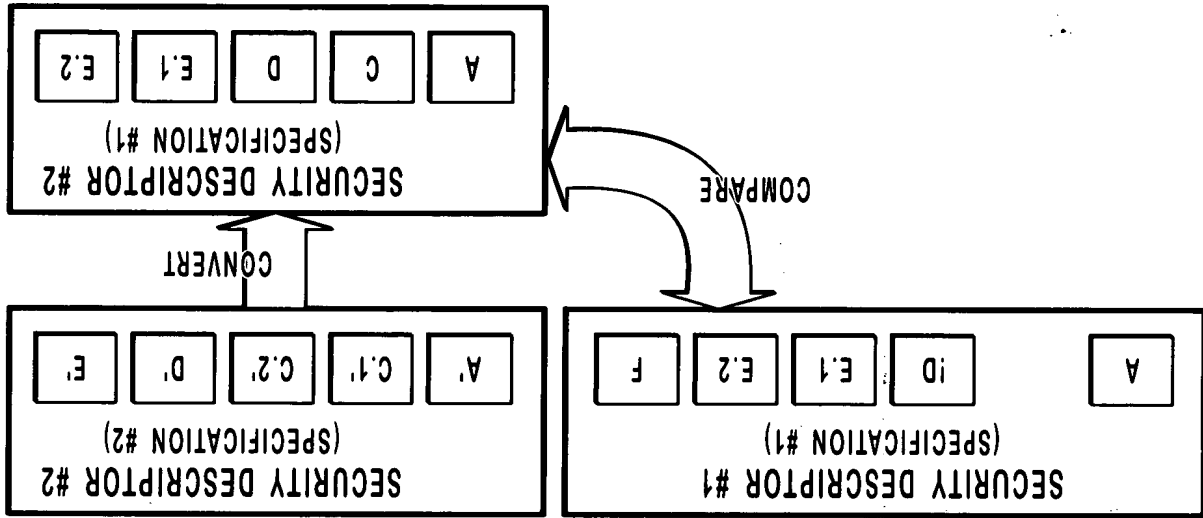 SECURITY DESCRIPTOR #1
(SPECIFICATION #1)
A !D E.1 E.2 F
SECURITY DESCRIPTOR #2
(SPECIFICATION #2)
A' C.1' C.2' D' E'
CONVERT
COMPARE
SECURITY DESCRIPTOR #2
(SPECIFICATION #1)
A C D E.1 E.2